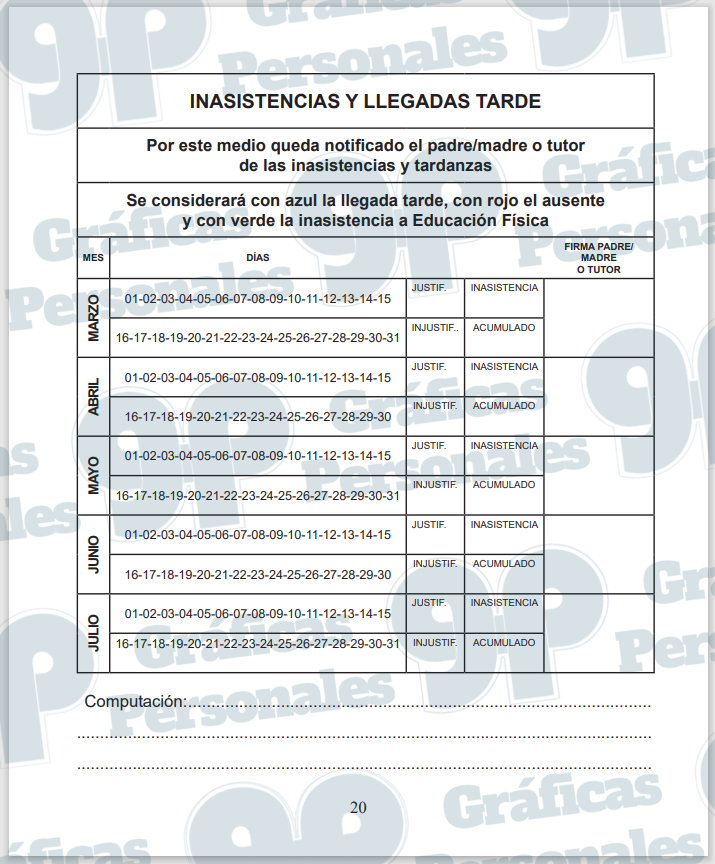 Gráficas
Personales
INASISTENCIAS Y LLEGADAS TARDE
Por este medio queda notificado el padre/madre o tutor
de las inasistencias y tardanzas
Se considerará con azul la llegada tarde, con rojo el ausente
y con verde la inasistencia a Educación Física
MES DÍAS FIRMA PADRE/
MADRE
O TUTOR
MARZO
01-02-03-04-05-06-07-08-09-10-11-12-13-14-15 JUSTIF. INASISTENCIA
16-17-18-19-20-21-22-23-24-25-26-27-28-29-30-31 INJUSTIF.. ACUMULADO
ABRIL
01-02-03-04-05-06-07-08-09-10-11-12-13-14-15 JUSTIF. INASISTENCIA
16-17-18-19-20-21-22-23-24-25-26-27-28-29-30 INJUSTIF. ACUMULADO
MAYO
01-02-03-04-05-06-07-08-09-10-11-12-13-14-15 JUSTIF. INASISTENCIA
16-17-18-19-20-21-22-23-24-25-26-27-28-29-30-31 INJUSTIF. ACUMULADO
JUNIO
01-02-03-04-05-06-07-08-09-10-11-12-13-14-15 JUSTIF. INASISTENCIA
16-17-18-19-20-21-22-23-24-25-26-27-28-29-30 INJUSTIF. ACUMULADO
JULIO
01-02-03-04-05-06-07-08-09-10-11-12-13-14-15 JUSTIF. INASISTENCIA
16-17-18-19-20-21-22-23-24-25-26-27-28-29-30-31 INJUSTIF. ACUMULADO
Computación:
20